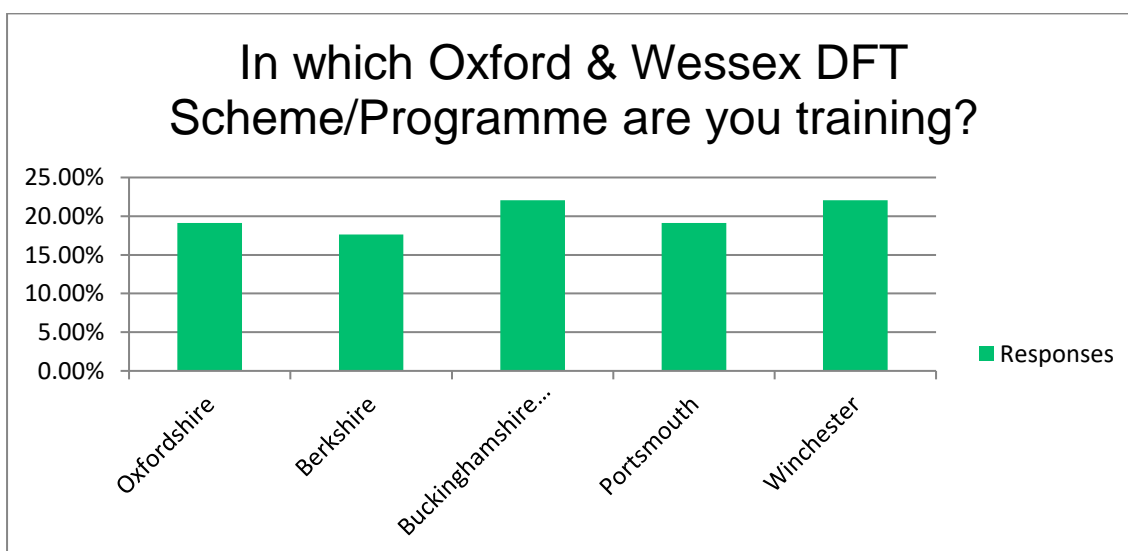 In which Oxford & Wessex DFT
Scheme/Programme are you training?
25.00%
20.00%
15.00%
10.00%
5.00%
0.00%
Oxfordshire
Berkshire
Buckinghamshire…
Portsmouth
Winchester
Responses